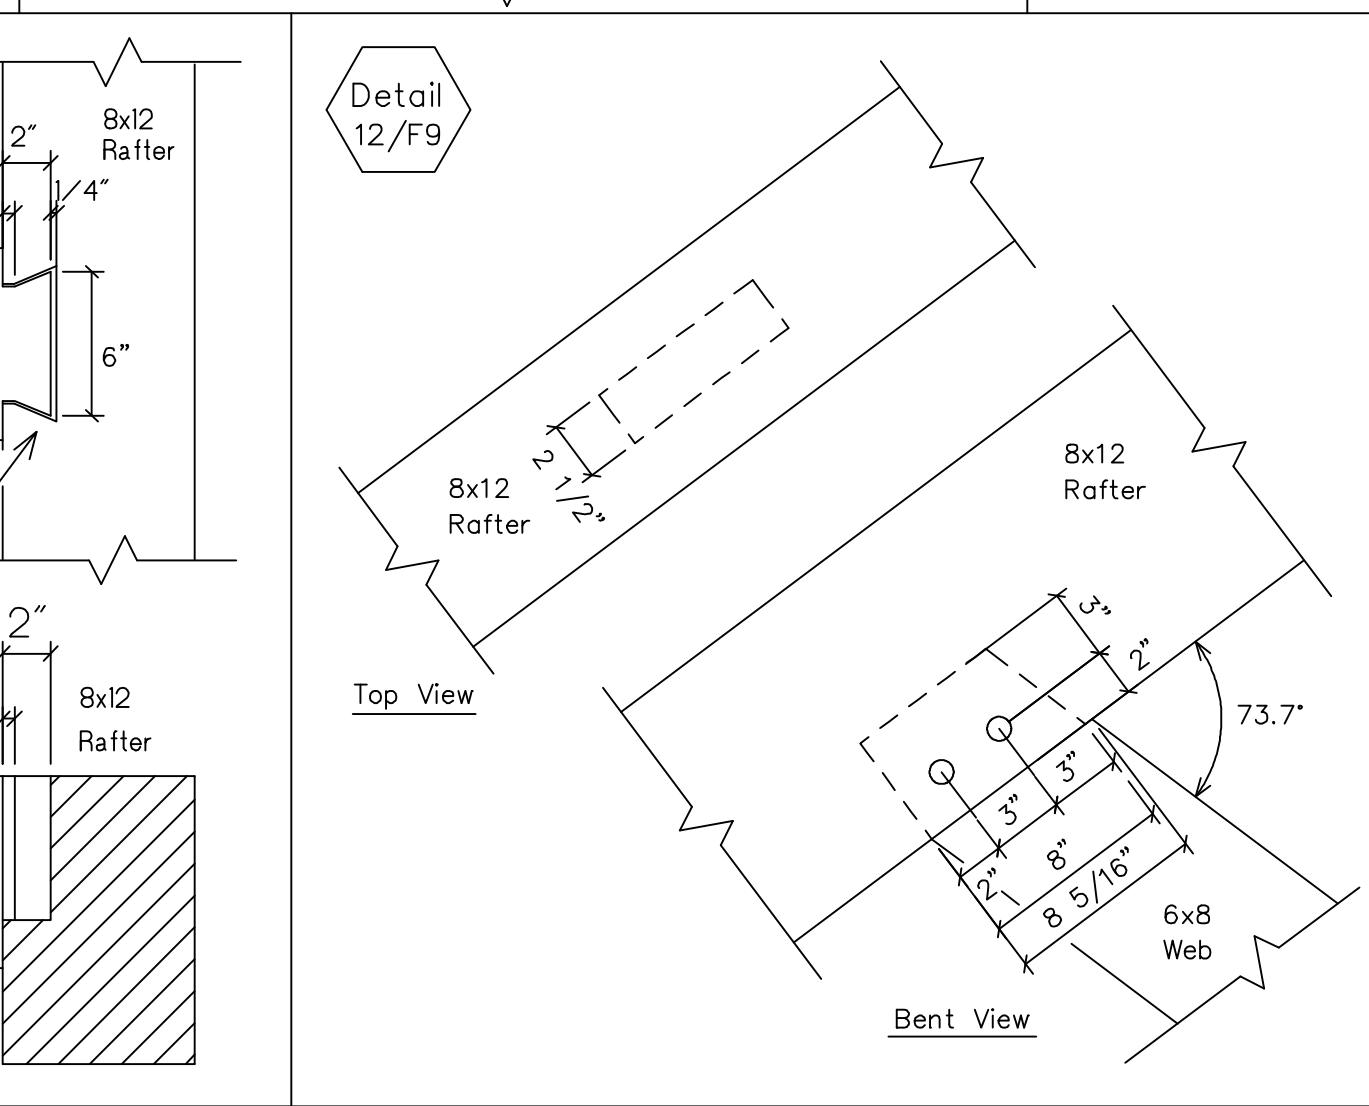 2"
8x12
Rafter
1/4"
6"
2"
8x12
Rafter
Detail
12/F9
2 1/2"
8x12
Rafter
Top View
8x12
Rafter
3"
2"
73.7°
3"
3"
2"
8"
8 5/16"
6x8
Web
Bent View